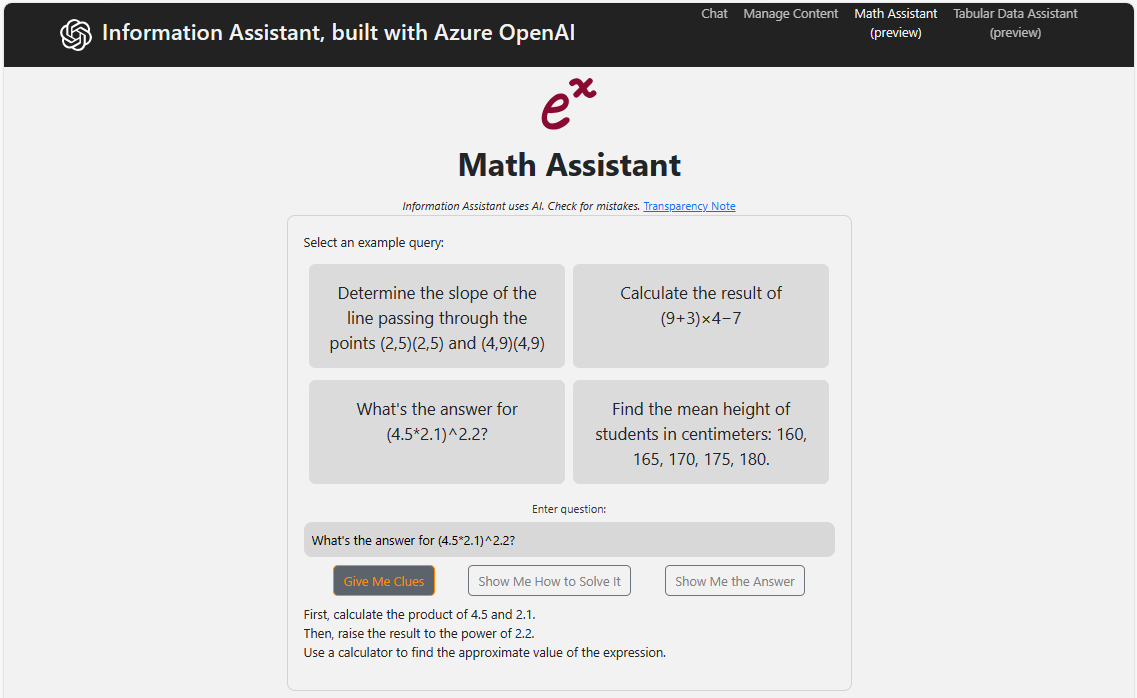 Information Assistant, built with Azure OpenAI
Chat
Manage Content
Math Assistant
(preview)
Tabular Data Assistant
(preview)
eˣ
Math Assistant
Information Assistant uses AI. Check for mistakes. Transparency Note
Select an example query:
Determine the slope of the
line passing through the
points (2,5)(2,5) and (4,9)(4,9)
Calculate the result of
(9+3)×4−7
What's the answer for
(4.5*2.1)^2.2?
Find the mean height of
students in centimeters: 160,
165, 170, 175, 180.
Enter question:
What's the answer for (4.5*2.1)^2.2?
Give Me Clues
Show Me How to Solve It
Show Me the Answer
First, calculate the product of 4.5 and 2.1.
Then, raise the result to the power of 2.2.
Use a calculator to find the approximate value of the expression.